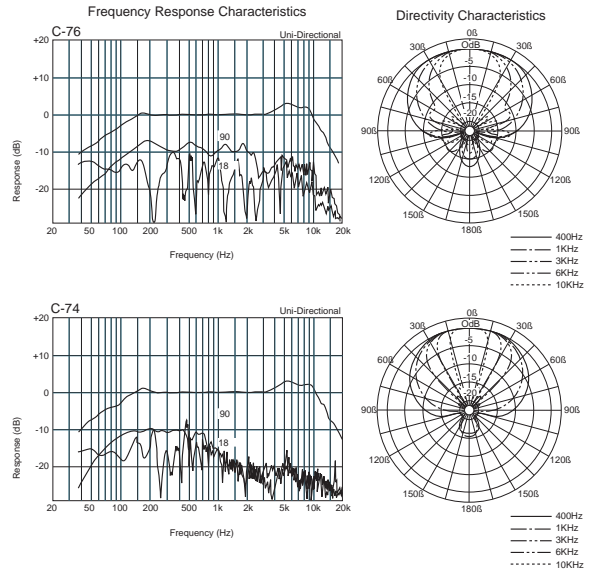 Frequency Response Characteristics
Directivity Characteristics
C-76
Uni-Directional
+20
+10
0
-10
-20
Response (dB)
90
18
20 50 100 200 500 1k 2k 5k 10k 20k
Frequency (Hz)
0ß
OdB
30ß 30ß
-5
-10
-15
-20
60ß 60ß
90ß 90ß
120ß 120ß
150ß 150ß
180ß
400Hz
1KHz
3KHz
6KHz
10KHz
C-74
Uni-Directional
+20
+10
0
-10
-20
Response (dB)
90
18
20 50 100 200 500 1k 2k 5k 10k 20k
Frequency (Hz)
0ß
OdB
30ß 30ß
-5
-10
-15
-20
60ß 60ß
90ß 90ß
120ß 120ß
150ß 150ß
180ß
400Hz
1KHz
3KHz
6KHz
10KHz